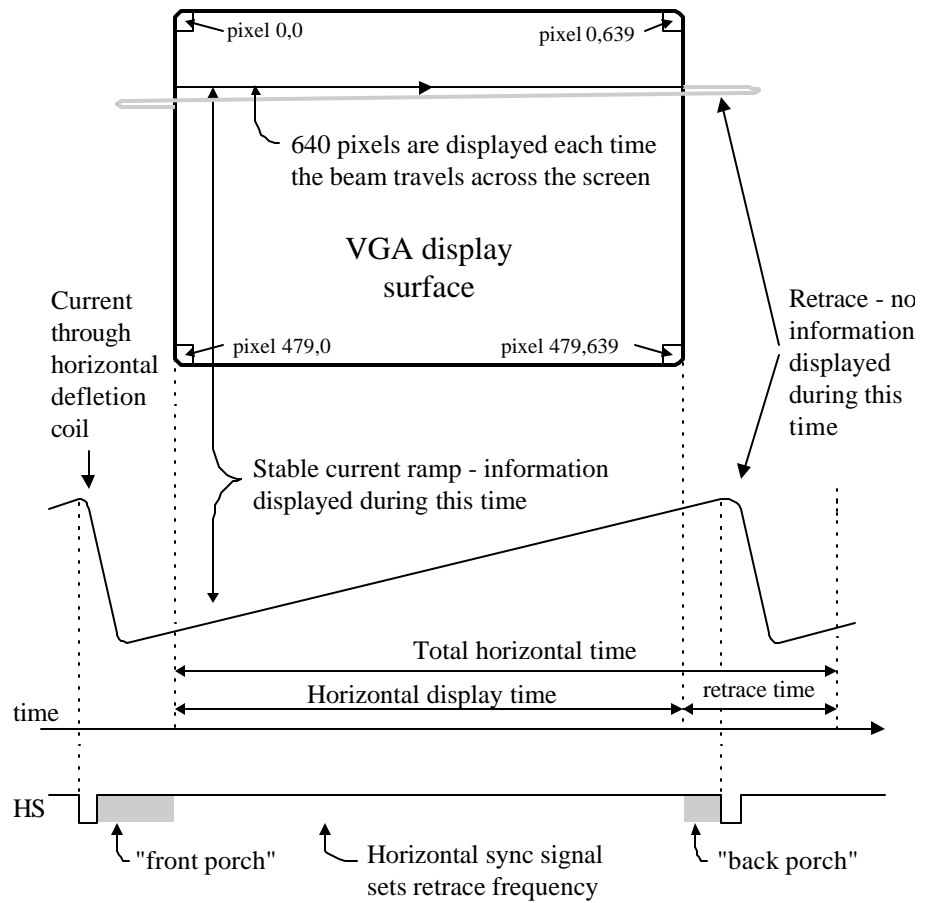 pixel 0,0
pixel 0,639
640 pixels are displayed each time
the beam travels across the screen
VGA display
surface
Current
through
horizontal
defletion
coil
Retrace - no
information
displayed
during this
time
pixel 479,0
pixel 479,639
Stable current ramp - information
displayed during this time
Total horizontal time
Horizontal display time
retrace time
time
HS
"front porch"
Horizontal sync signal
sets retrace frequency
"back porch"